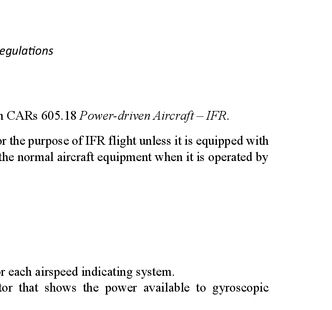 egulations
CARs 605.18 Power-driven Aircraft – IFR.
the purpose of IFR flight unless it is equipped with
the normal aircraft equipment when it is operated by
each airspeed indicating system.
tor that shows the power available to gyroscopic